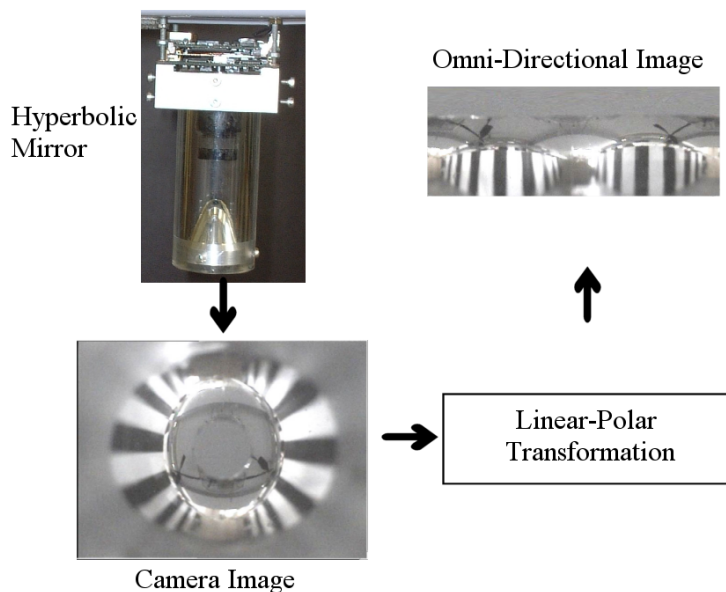 Hyperbolic
Mirror
Omni-Directional Image
Linear-Polar
Transformation
Camera Image